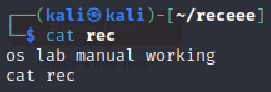 ┌──(kali㉿kali)-[~/receee]
└─$ cat rec
os lab manual working
cat rec